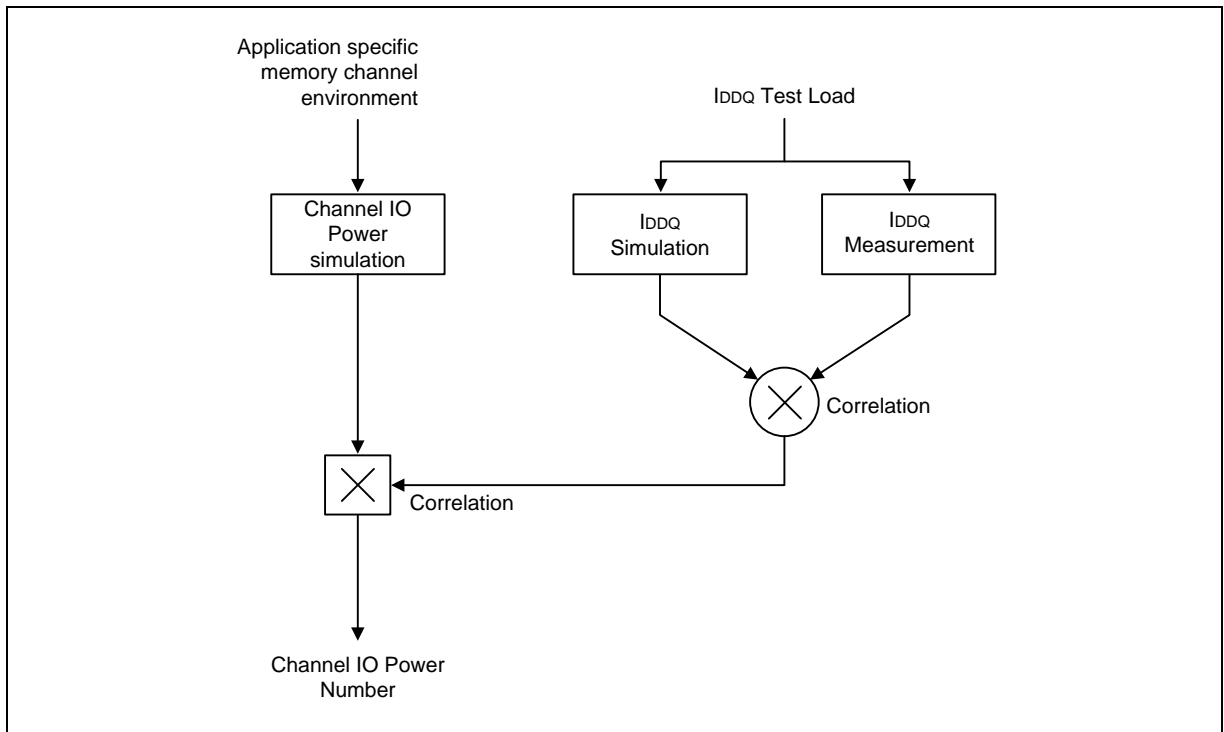 Application specific
memory channel
environment
IDDQ Test Load
Channel IO
Power
simulation
IDDQ
Simulation
IDDQ
Measurement
Correlation
Correlation
Channel IO Power
Number